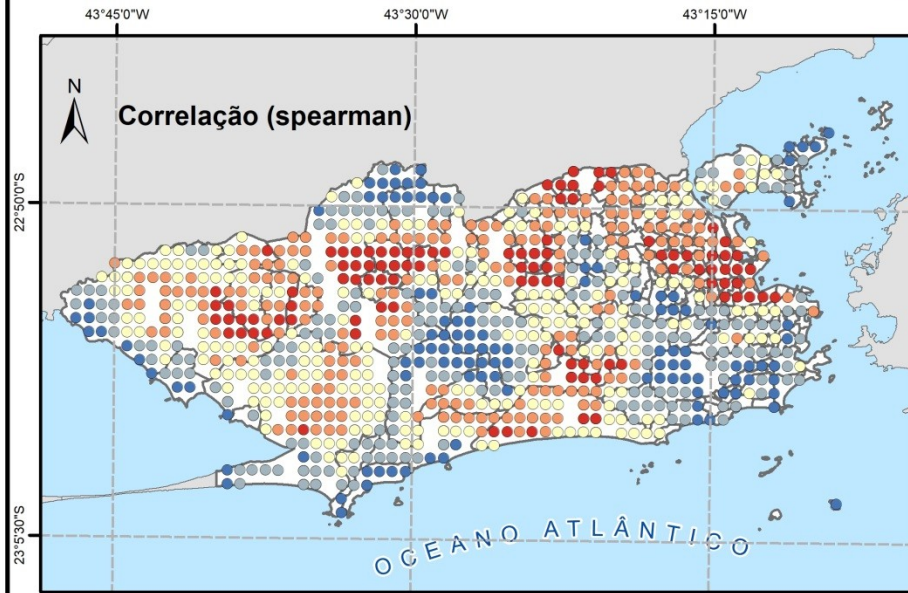 43°45'0"W
43°30'0"W
43°15'0"W
N
Correlação (spearman)
22°50'0"S
23°5'30"S
OCEANO ATLÂNTICO